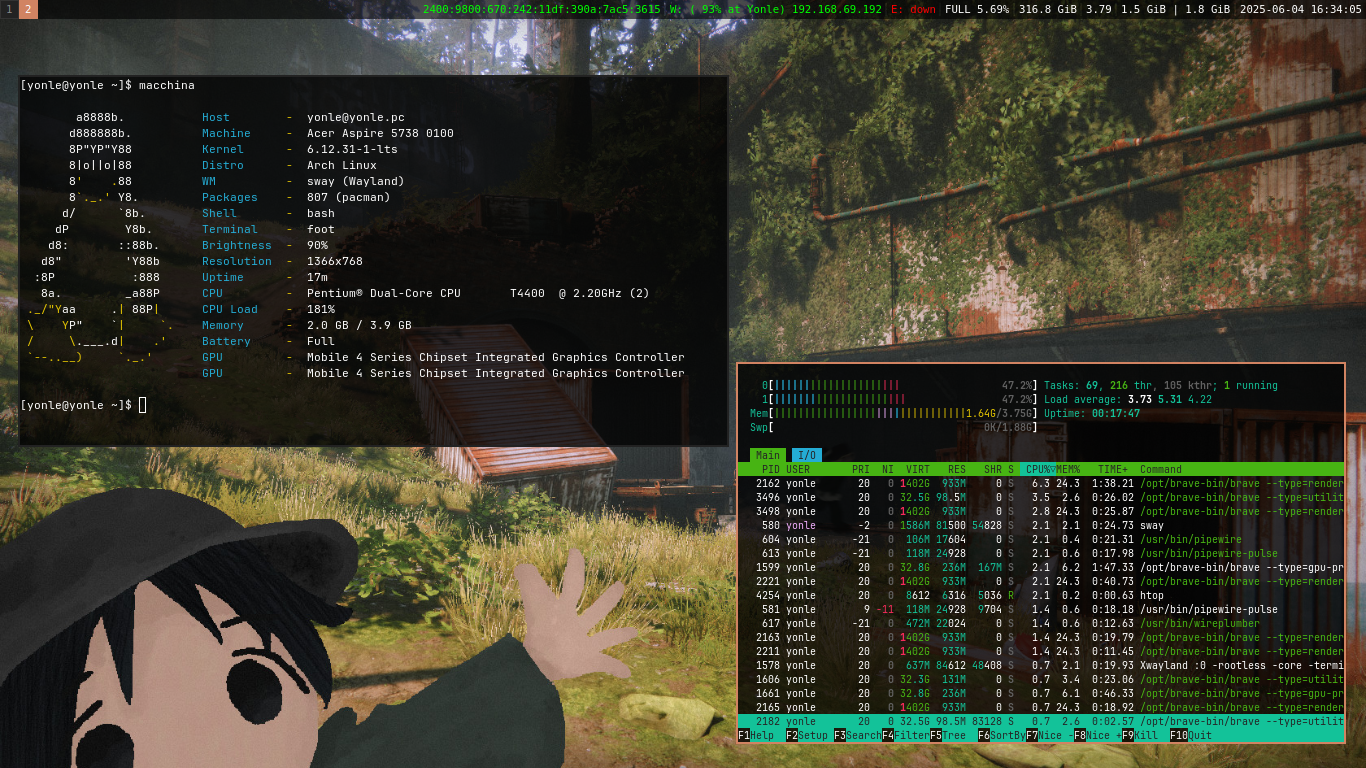 1 2 2400:9800:670:242:11df:390a:7ac5:3615 W: ( 93% at Yonle) 192.168.69.192 E: down FULL 5.69% 316.8 GiB 3.79 1.5 GiB | 1.8 GiB 2025-06-04 16:34:05
[yonle@yonle ~]$ macchina
a8888b. Host - yonle@yonle.pc
d888888b. Machine - Acer Aspire 5738 0100
8P"YP"Y88 Kernel - 6.12.31-1-lts
8|o||o|88 Distro - Arch Linux
8' .88 WM - sway (Wayland)
8`._.' Y8. Packages - 807 (pacman)
d/ `8b. Shell - bash
dP Y8b. Terminal - foot
d8: ::88b. Brightness - 90%
d8" 'Y88b Resolution - 1366x768
:8P :888 Uptime - 17m
8a. _a88P CPU - Pentium® Dual-Core CPU T4400 @ 2.20GHz (2)
._/"Yaa .| 88P| CPU Load - 181%
\ YP" `| `. Memory - 2.0 GB / 3.9 GB
/ \.___.d| .' Battery - Full
`--..__) `._.' GPU - Mobile 4 Series Chipset Integrated Graphics Controller
GPU - Mobile 4 Series Chipset Integrated Graphics Controller
[yonle@yonle ~]$
0[ 47.2%] Tasks: 69, 216 thr, 105 kthr; 1 running
1[ 47.2%] Load average: 3.73 5.31 4.22
Mem[ 1.64G/3.75G] Uptime: 00:17:47
Swp[ 0K/1.88G]
Main I/O
PID USER PRI NI VIRT RES SHR S CPU%▽MEM% TIME+ Command
2162 yonle 20 0 1402G 933M 0 S 6.3 24.3 1:38.21 /opt/brave-bin/brave --type=render
3496 yonle 20 0 32.5G 98.5M 0 S 3.5 2.6 0:26.02 /opt/brave-bin/brave --type=utilit
3498 yonle 20 0 1402G 933M 0 S 2.8 24.3 0:25.87 /opt/brave-bin/brave --type=render
580 yonle -2 0 1586M 81500 54828 S 2.1 2.1 0:24.73 sway
604 yonle -21 0 106M 17604 0 S 2.1 0.4 0:21.31 /usr/bin/pipewire
613 yonle -21 0 118M 24928 0 S 2.1 0.6 0:17.98 /usr/bin/pipewire-pulse
1599 yonle 20 0 32.8G 236M 167M S 2.1 6.2 1:47.33 /opt/brave-bin/brave --type=gpu-pr
2221 yonle 20 0 1402G 933M 0 S 2.1 24.3 0:40.73 /opt/brave-bin/brave --type=render
4254 yonle 20 0 8612 6316 5036 R 2.1 0.2 0:00.63 htop
581 yonle 9 -11 118M 24928 9704 S 1.4 0.6 0:18.18 /usr/bin/pipewire-pulse
617 yonle -21 0 472M 22024 0 S 1.4 0.6 0:12.63 /usr/bin/wireplumber
2163 yonle 20 0 1402G 933M 0 S 1.4 24.3 0:19.79 /opt/brave-bin/brave --type=render
2211 yonle 20 0 1402G 933M 0 S 1.4 24.3 0:11.45 /opt/brave-bin/brave --type=render
1578 yonle 20 0 637M 84612 48408 S 0.7 2.1 0:19.93 Xwayland :0 -rootless -core -termi
1606 yonle 20 0 32.3G 131M 0 S 0.7 3.4 0:23.06 /opt/brave-bin/brave --type=utilit
1661 yonle 20 0 32.8G 236M 0 S 0.7 6.1 0:46.33 /opt/brave-bin/brave --type=gpu-pr
2165 yonle 20 0 1402G 933M 0 S 0.7 24.3 0:18.92 /opt/brave-bin/brave --type=render
2182 yonle 20 0 32.5G 98.5M 83128 S 0.7 2.6 0:02.57 /opt/brave-bin/brave --type=utilit
F1Help F2Setup F3SearchF4FilterF5Tree F6SortByF7Nice -F8Nice +F9Kill F10Quit